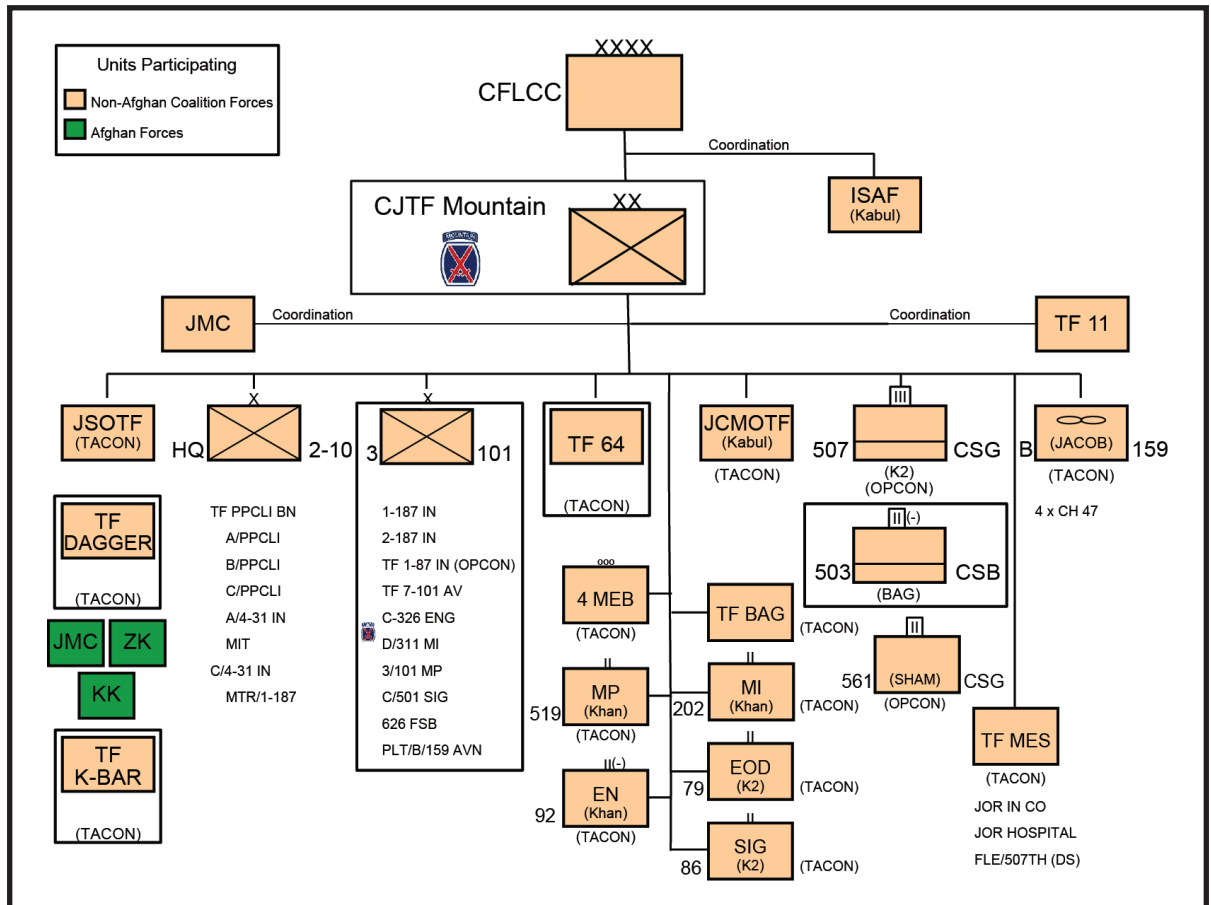 Units Participating
Non-Afghan Coalition Forces
Afghan Forces
XXXX
CFLCC
Coordination
ISAF
(Kabul)
CJTF Mountain
XX
MOUNTAIN
JMC
Coordination
Coordination
TF 11
JSOTF
(TACON)
X
HQ
2-10
X
3
101
TF 64
(TACON)
JCMOTF
(Kabul)
(TACON)
III
507
CSG
(K2)
(OPCON)
B
(JACOB)
159
(TACON)
4 x CH 47
TF
DAGGER
(TACON)
JMC
ZK
KK
TF
K-BAR
(TACON)
TF PPCLI BN
A/PPCLI
B/PPCLI
C/PPCLI
A/4-31 IN
MIT
C/4-31 IN
MTR/1-187
1-187 IN
2-187 IN
TF 1-87 IN (OPCON)
TF 7-101 AV
C-326 ENG
D/311 MI
3/101 MP
C/501 SIG
626 FSB
PLT/B/159 AVN
ooo
4 MEB
(TACON)
II
519
MP
(Khan)
(TACON)
II(-)
92
EN
(Khan)
(TACON)
TF BAG
(TACON)
II
202
MI
(Khan)
(TACON)
II
79
EOD
(K2)
(TACON)
II
86
SIG
(K2)
(TACON)
II(-)
503
CSB
(BAG)
II
561
(SHAM)
CSG
(OPCON)
TF MES
(TACON)
JOR IN CO
JOR HOSPITAL
FLE/507TH (DS)